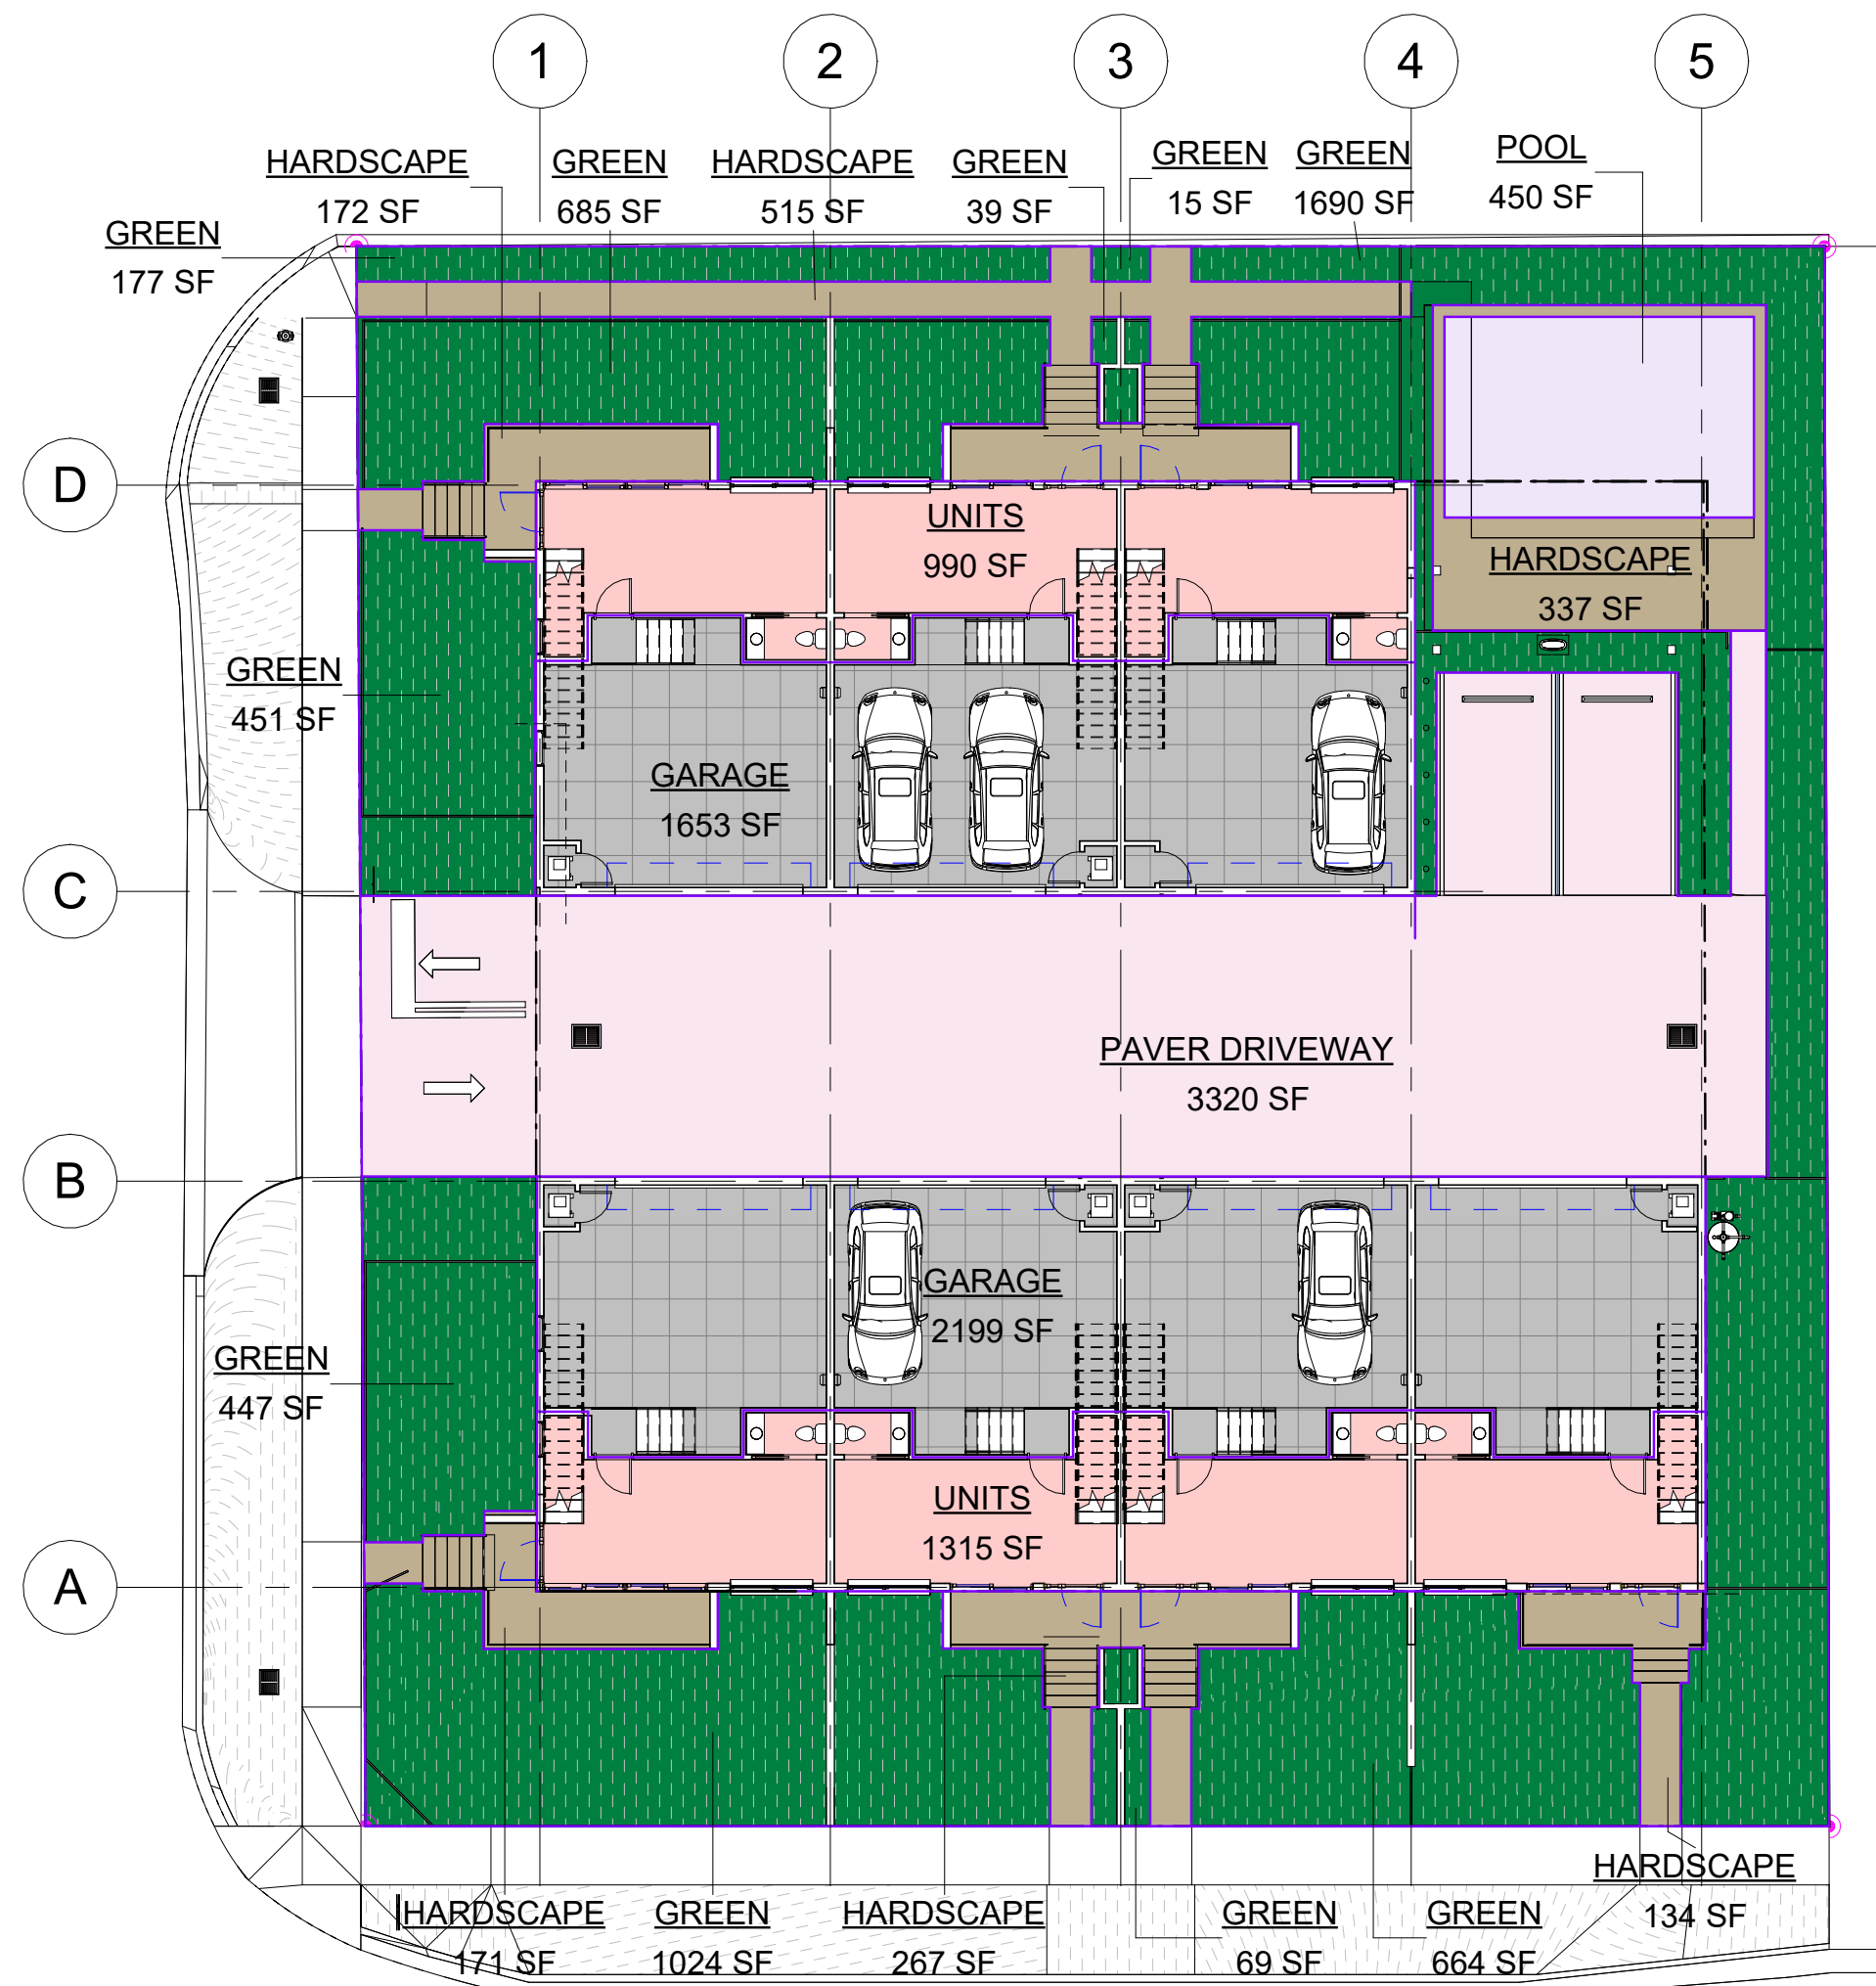 1
2
3
4
5
HARDSCAPE
172 SF
GREEN
685 SF
HARDSCAPE
515 SF
GREEN
39 SF
GREEN
15 SF
GREEN
1690 SF
POOL
450 SF
GREEN
177 SF
D
UNITS
990 SF
HARDSCAPE
337 SF
GREEN
451 SF
GARAGE
1653 SF
C
PAVER DRIVEWAY
3320 SF
B
GARAGE
2199 SF
GREEN
447 SF
UNITS
1315 SF
A
HARDSCAPE
134 SF
HARDSCAPE
171 SF
GREEN
1024 SF
HARDSCAPE
267 SF
GREEN
69 SF
GREEN
664 SF